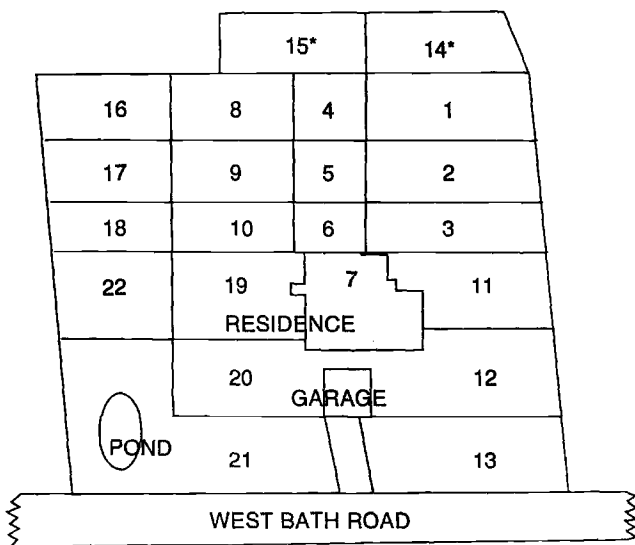 15* 14*
16 8 4 1
17 9 5 2
18 10 6 3
22 19 7 11
RESIDENCE
20 12
GARAGE
POND
21 13
WEST BATH ROAD